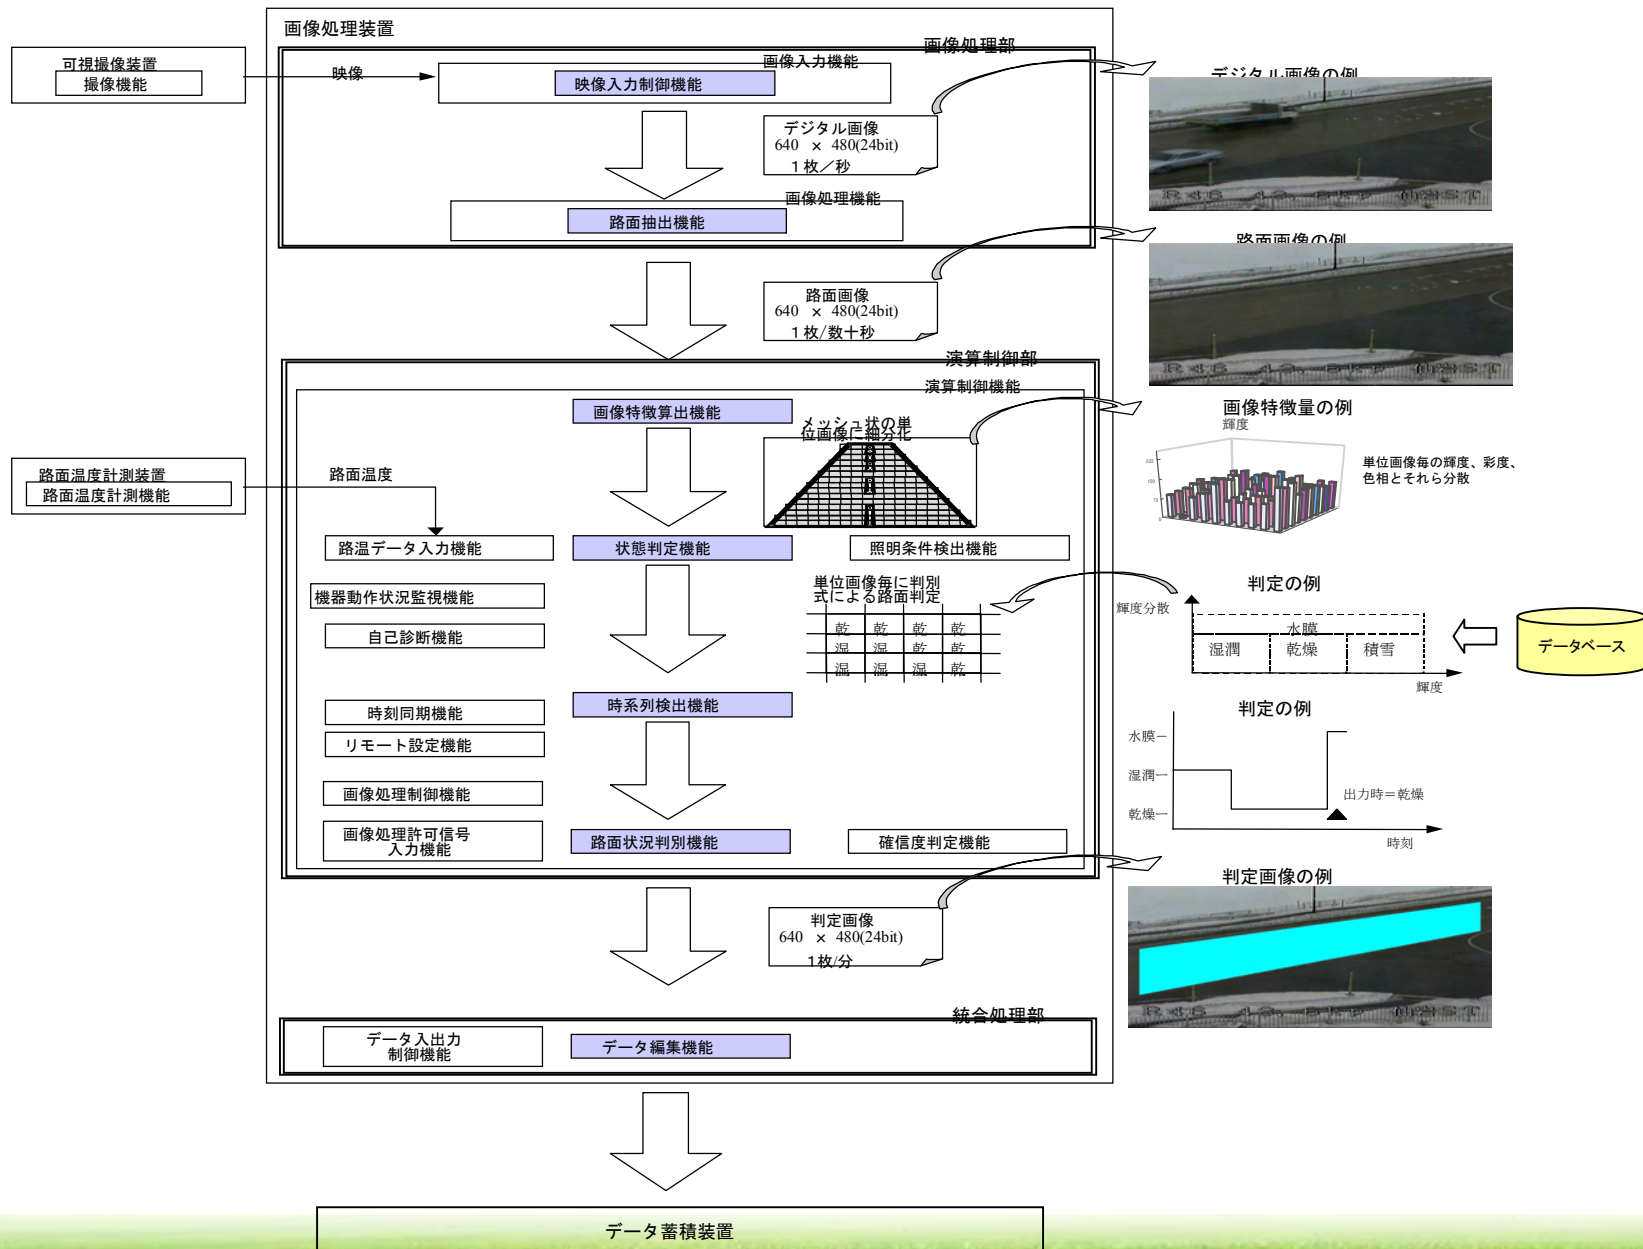 画像処理装置
画像処理部
可視撮像装置
撮像機能
映像
画像入力機能
映像入力制御機能
デジタル画像
640 × 480(24bit)
1枚／秒
デジタル画像の例
画像処理機能
路面抽出機能
路面画像
640 × 480(24bit)
1枚/数十秒
路面画像の例
演算制御部
演算制御機能
画像特徴算出機能
メッシュ状の単
位画像に細分化
画像特徴量の例
輝度
単位画像毎の輝度、彩度、
色相とそれら分散
路面温度計測装置
路面温度計測機能
路面温度
路温データ入力機能
状態判定機能
照明条件検出機能
機器動作状況監視機能
自己診断機能
単位画像毎に判別
式による路面判定
乾 乾 乾 乾
湿 湿 乾 乾
湿 湿 湿 乾
判定の例
輝度分散
水膜
湿潤 乾燥 積雪
輝度
データベース
時刻同期機能
時系列検出機能
リモート設定機能
判定の例
水膜
湿潤
乾燥
出力時＝乾燥
時刻
画像処理制御機能
画像処理許可信号
入力機能
路面状況判別機能
確信度判定機能
判定画像
640 × 480(24bit)
1枚/分
判定画像の例
統合処理部
データ入出力
制御機能
データ編集機能
データ蓄積装置